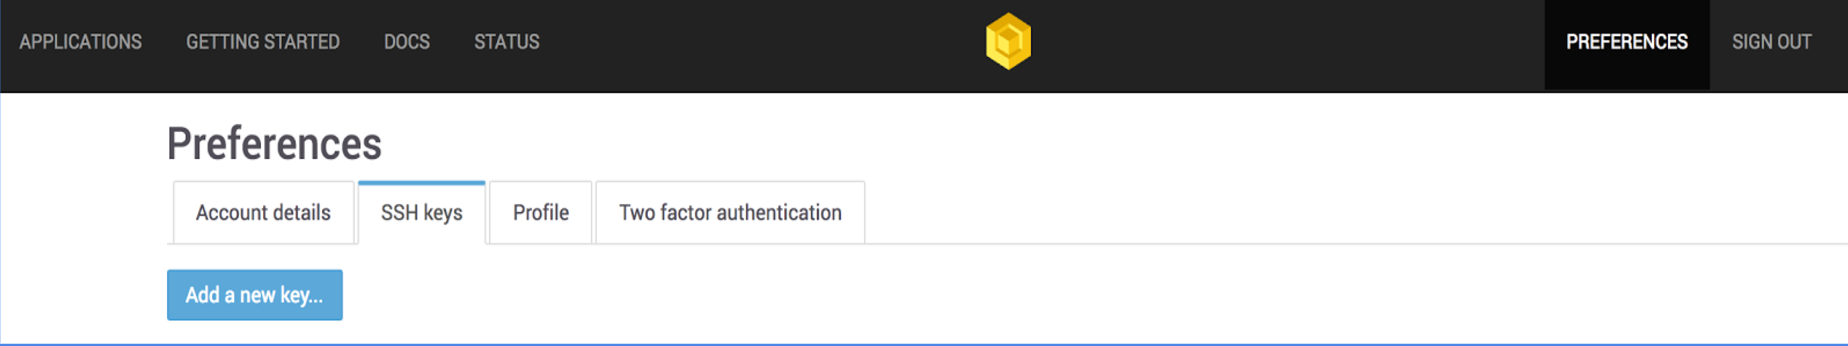 APPLICATIONS GETTING STARTED DOCS STATUS PREFERENCES SIGN OUT
Preferences
Account details SSH keys Profile Two factor authentication
Add a new key...